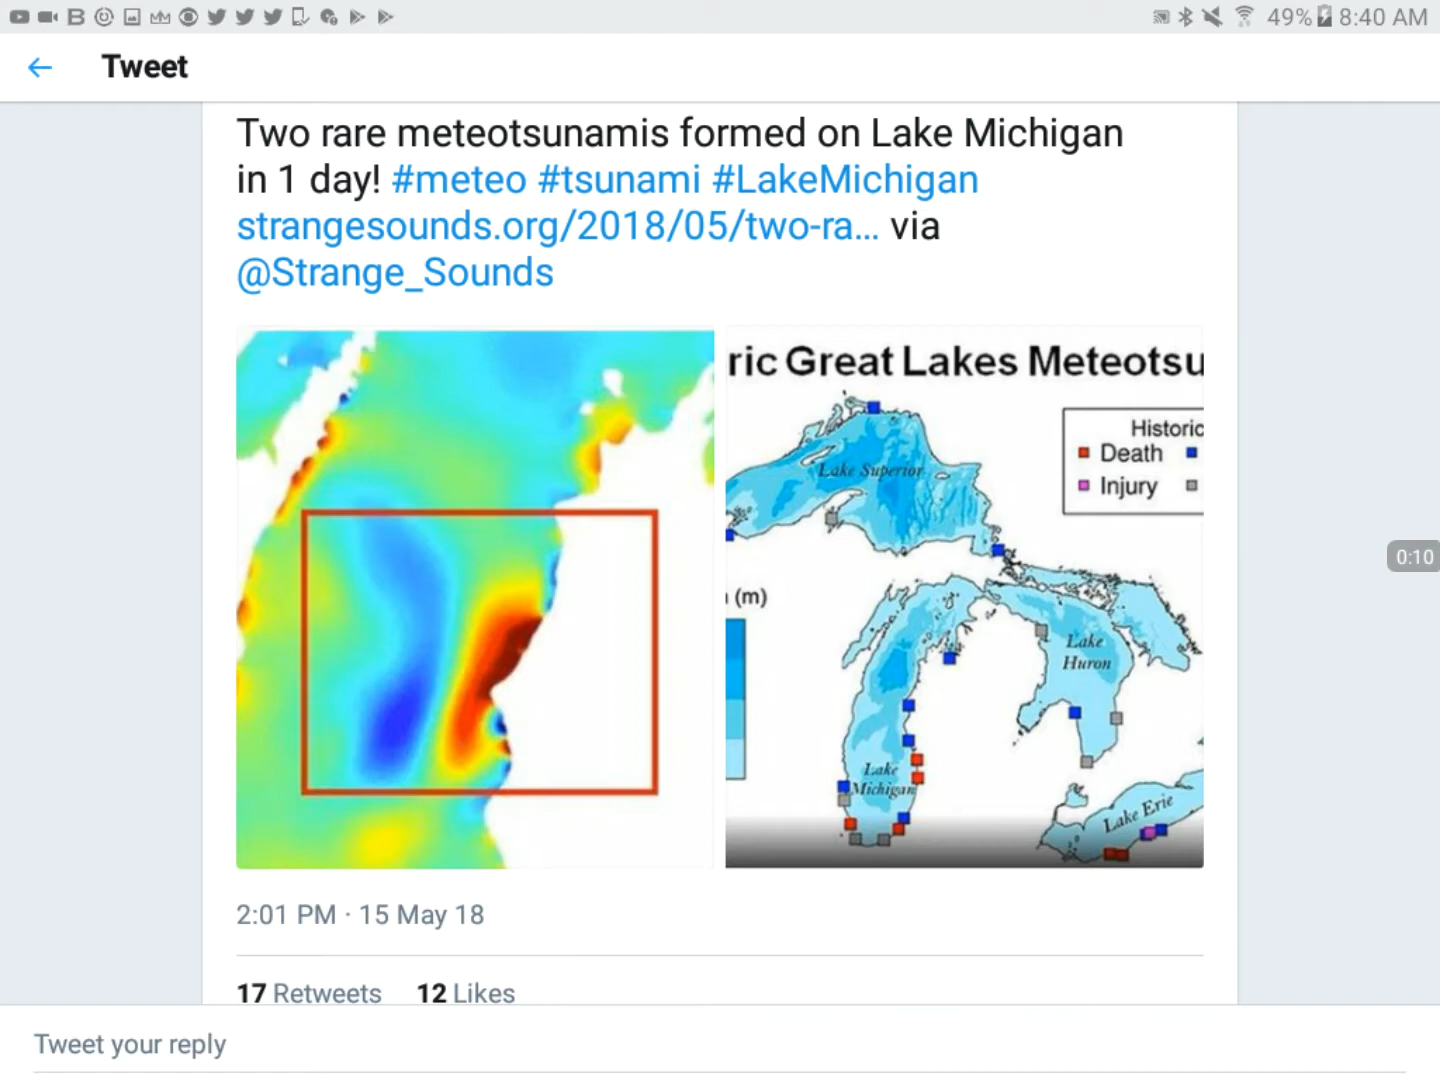 49% 8:40 AM
Tweet
Two rare meteotsunamis formed on Lake Michigan
in 1 day! #meteo #tsunami #LakeMichigan
strangesounds.org/2018/05/two-ra... via
@Strange_Sounds
ric Great Lakes Meteotsu
Historic
Death
Injury
Lake Superior
(m)
Lake
Huron
Lake
Michigan
Lake Erie
0:10
2:01 PM · 15 May 18
17 Retweets 12 Likes
Tweet your reply